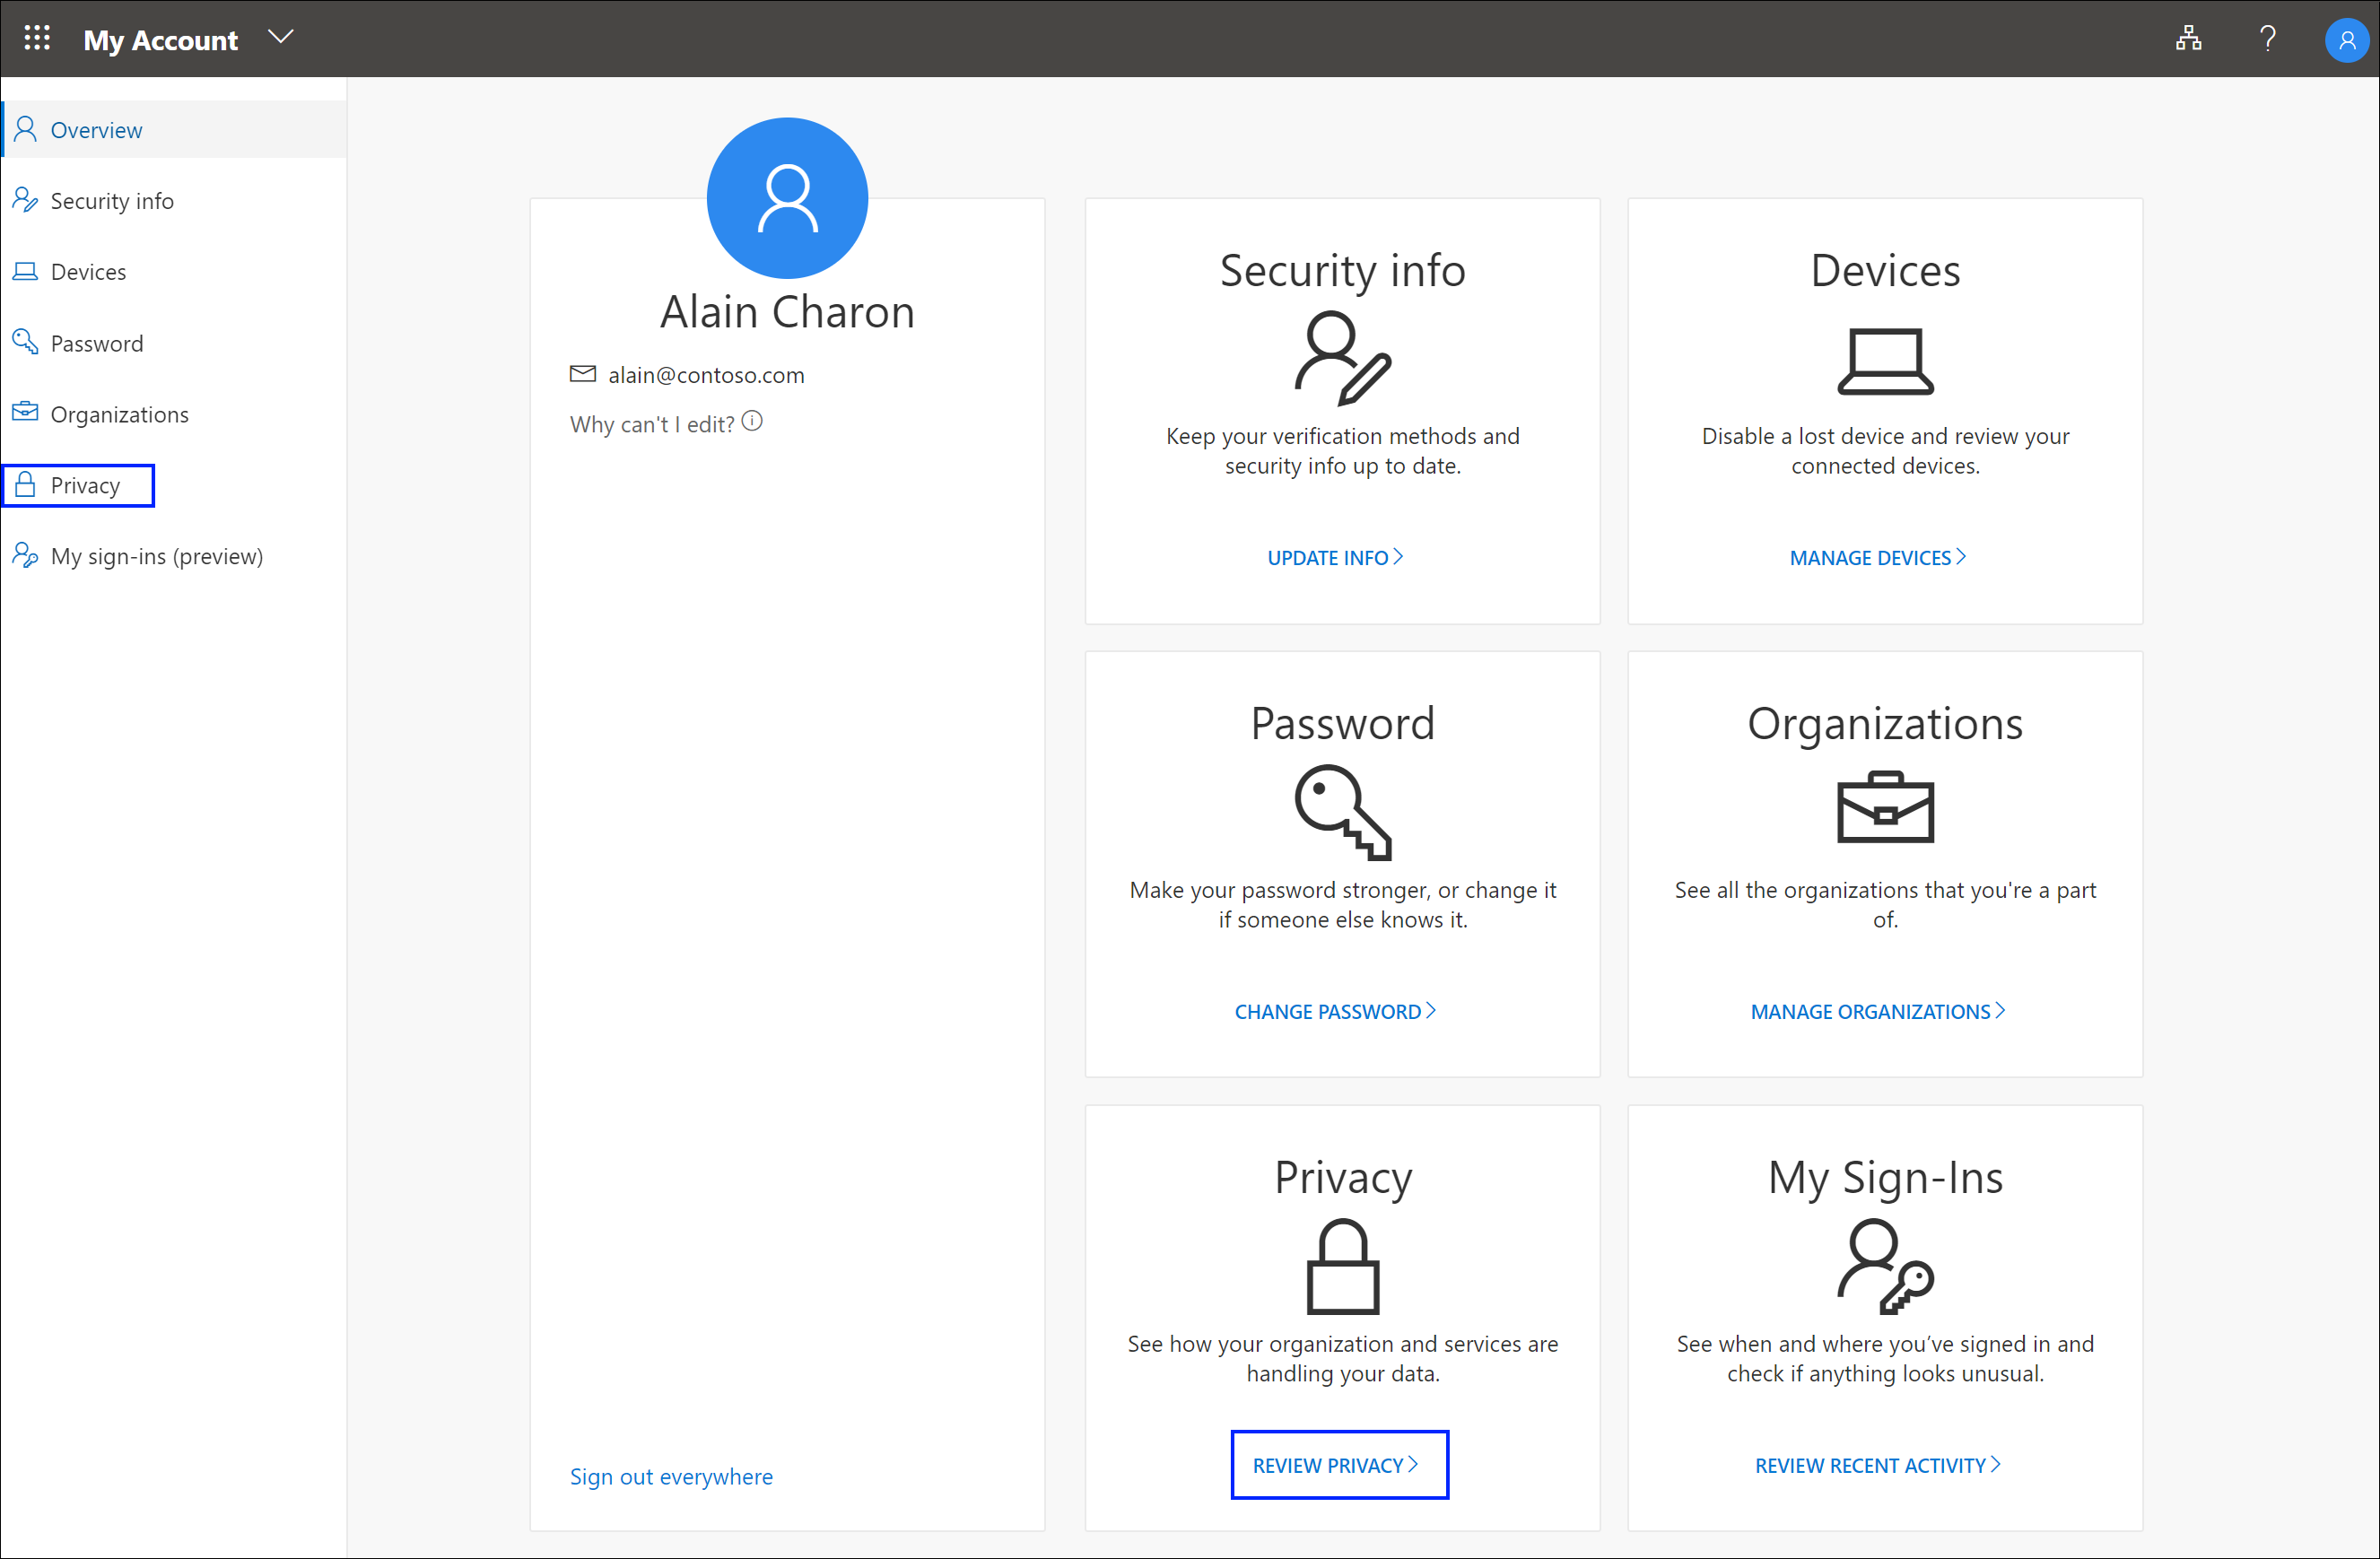 My Account
Overview
Security info
Devices
Password
Organizations
Privacy
My sign-ins (preview)
Alain Charon
alain@contoso.com
Why can't I edit?
Sign out everywhere
Security info
Keep your verification methods and
security info up to date.
UPDATE INFO
Devices
Disable a lost device and review your
connected devices.
MANAGE DEVICES
Password
Make your password stronger, or change it
if someone else knows it.
CHANGE PASSWORD
Organizations
See all the organizations that you're a part
of.
MANAGE ORGANIZATIONS
Privacy
See how your organization and services are
handling your data.
REVIEW PRIVACY
My Sign-Ins
See when and where you’ve signed in and
check if anything looks unusual.
REVIEW RECENT ACTIVITY